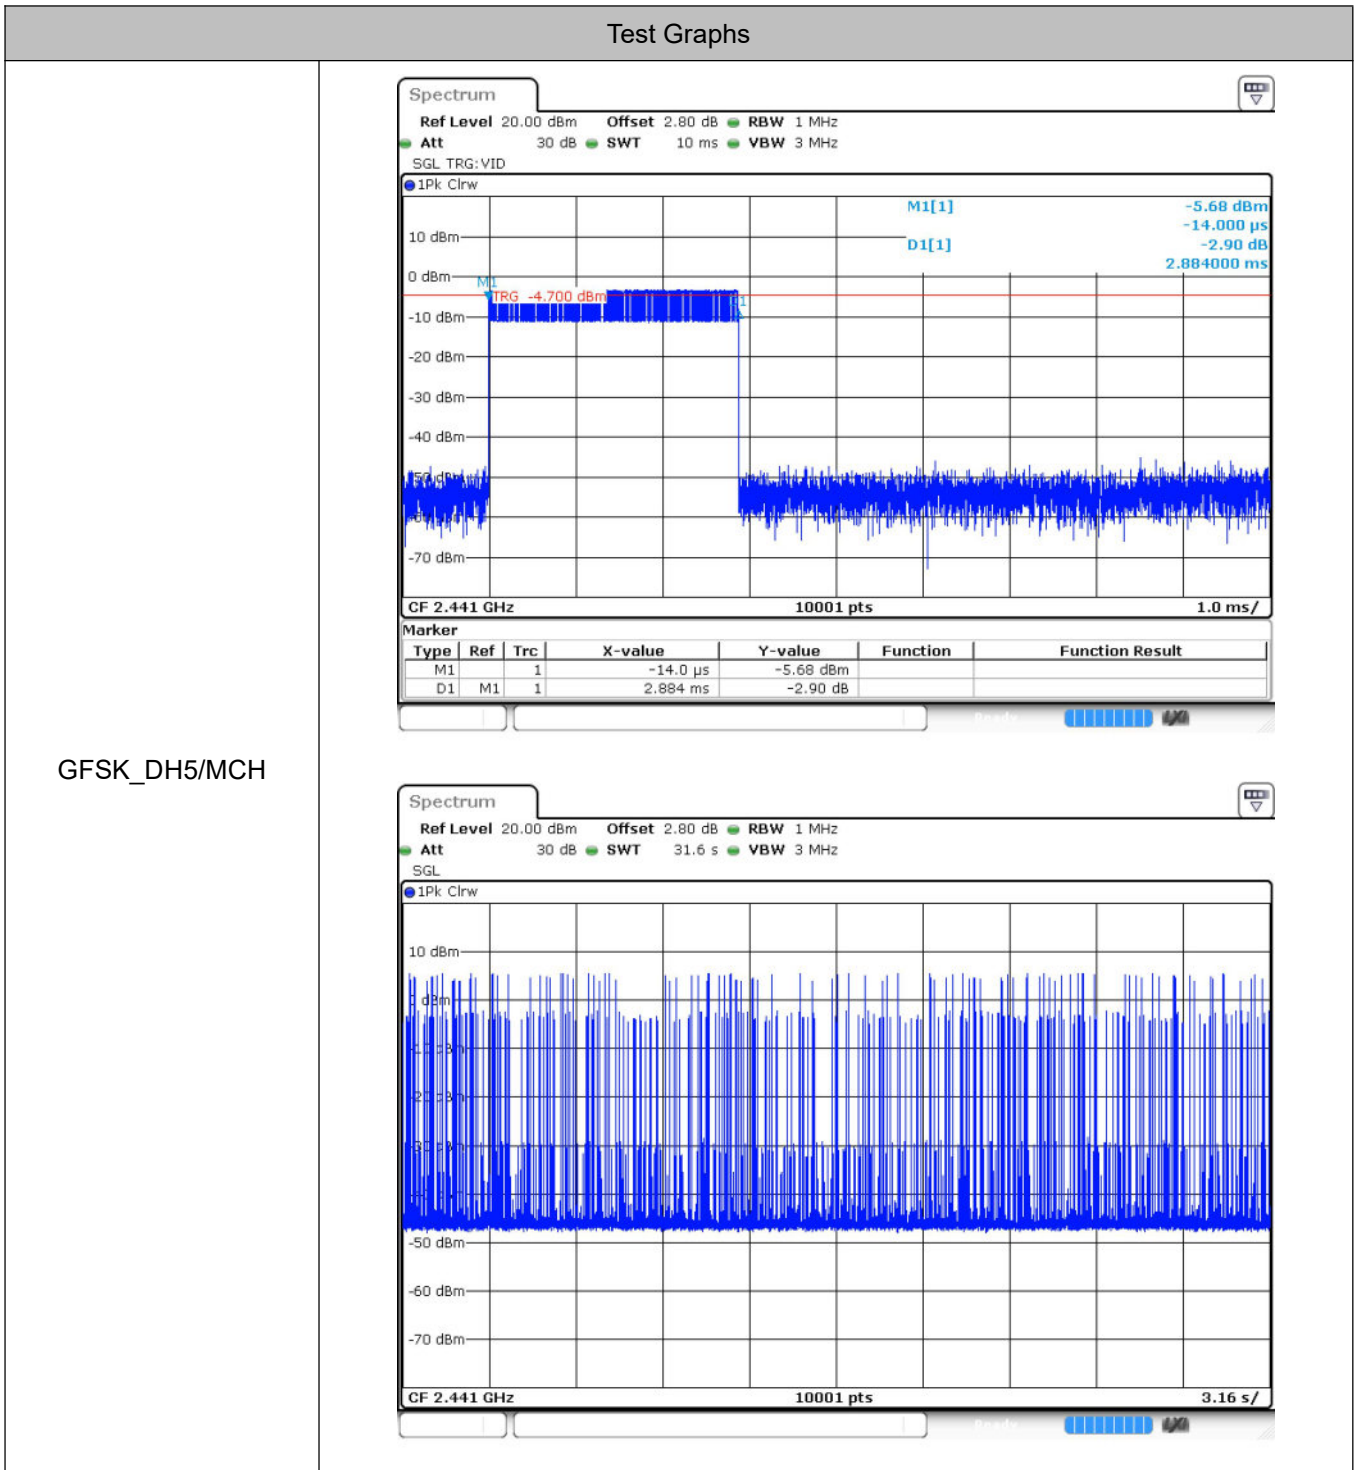 Test Graphs
GFSK_DH5/MCH
Spectrum
Ref Level 20.00 dBm Offset 2.80 dB RBW 1 MHz
Att 30 dB SWT 10 ms VBW 3 MHz
SGL TRG:VID
1Pk Clrw
M1[1] -5.68 dBm
-14.000 µs
10 dBm
D1[1] -2.90 dB
2.884000 ms
0 dBm
M1
TRG -4.700 dBm
-10 dBm
-20 dBm
-30 dBm
-40 dBm
-70 dBm
CF 2.441 GHz 10001 pts 1.0 ms/
Marker
Type Ref Trc X-value Y-value Function Function Result
M1 1 -14.0 µs -5.68 dBm
D1 M1 1 2.884 ms -2.90 dB
Ready
Spectrum
Ref Level 20.00 dBm Offset 2.80 dB RBW 1 MHz
Att 30 dB SWT 31.6 s VBW 3 MHz
SGL
1Pk Clrw
10 dBm
0 dBm
-50 dBm
-60 dBm
-70 dBm
CF 2.441 GHz 10001 pts 3.16 s/
Ready